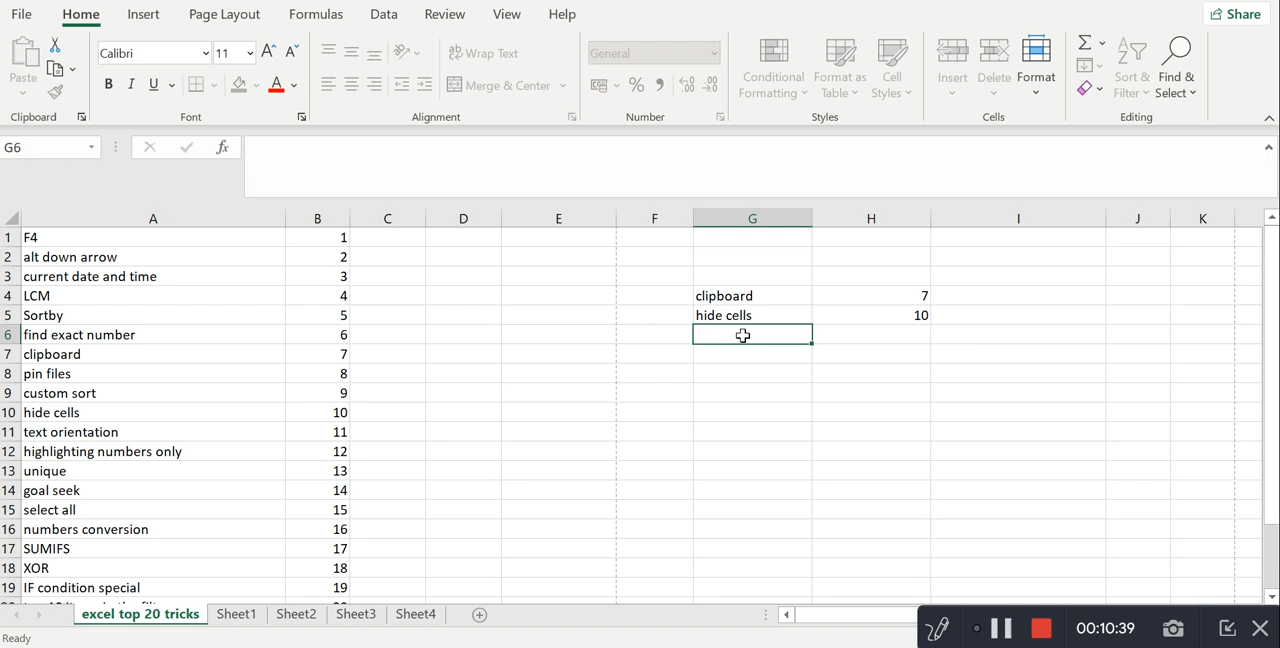 File Home Insert Page Layout Formulas Data Review View Help Share
Calibri 11 A^ Aˇ ab Wrap Text General Σ
Paste B I U A Merge & Center % , Conditional Formatting Format as Table Cell Styles Insert Delete Format Sort & Filter Find & Select
Clipboard Font Alignment Number Styles Cells Editing
G6 fx
A B C D E F G H I J K
1 F4 1
2 alt down arrow 2
3 current date and time 3
4 LCM 4 clipboard 7
5 Sortby 5 hide cells 10
6 find exact number 6
7 clipboard 7
8 pin files 8
9 custom sort 9
10 hide cells 10
11 text orientation 11
12 highlighting numbers only 12
13 unique 13
14 goal seek 14
15 select all 15
16 numbers conversion 16
17 SUMIFS 17
18 XOR 18
19 IF condition special 19
excel top 20 tricks Sheet1 Sheet2 Sheet3 Sheet4
00:10:39
Ready